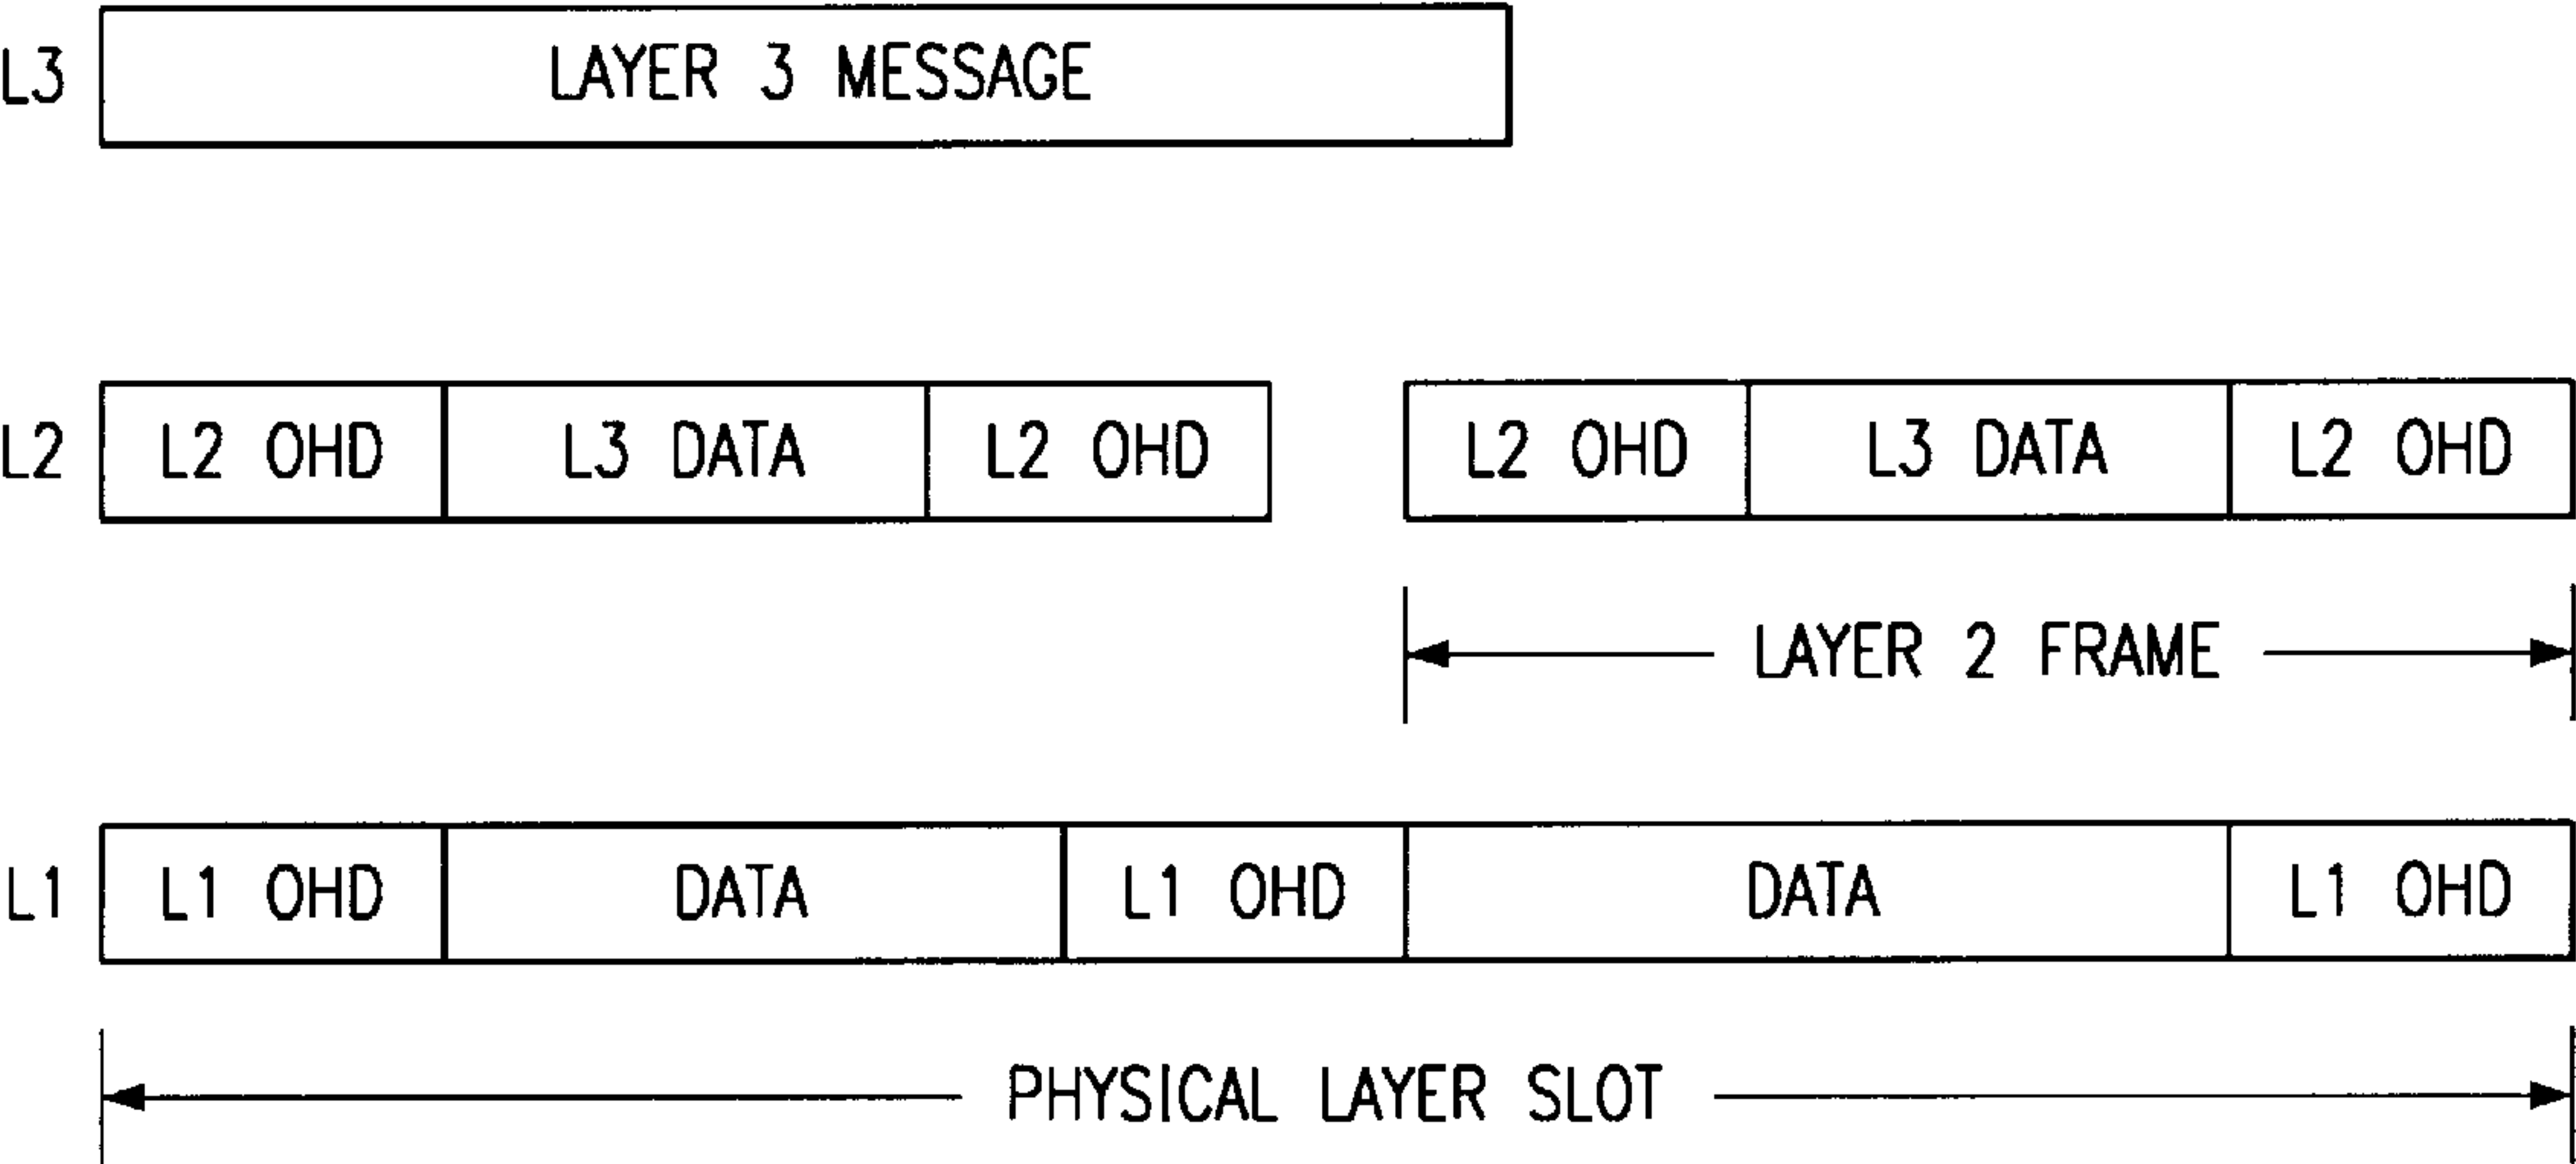 L3 LAYER 3 MESSAGE
L2 L2 OHD L3 DATA L2 OHD L2 OHD L3 DATA L2 OHD
LAYER 2 FRAME
L1 L1 OHD DATA L1 OHD DATA L1 OHD
PHYSICAL LAYER SLOT